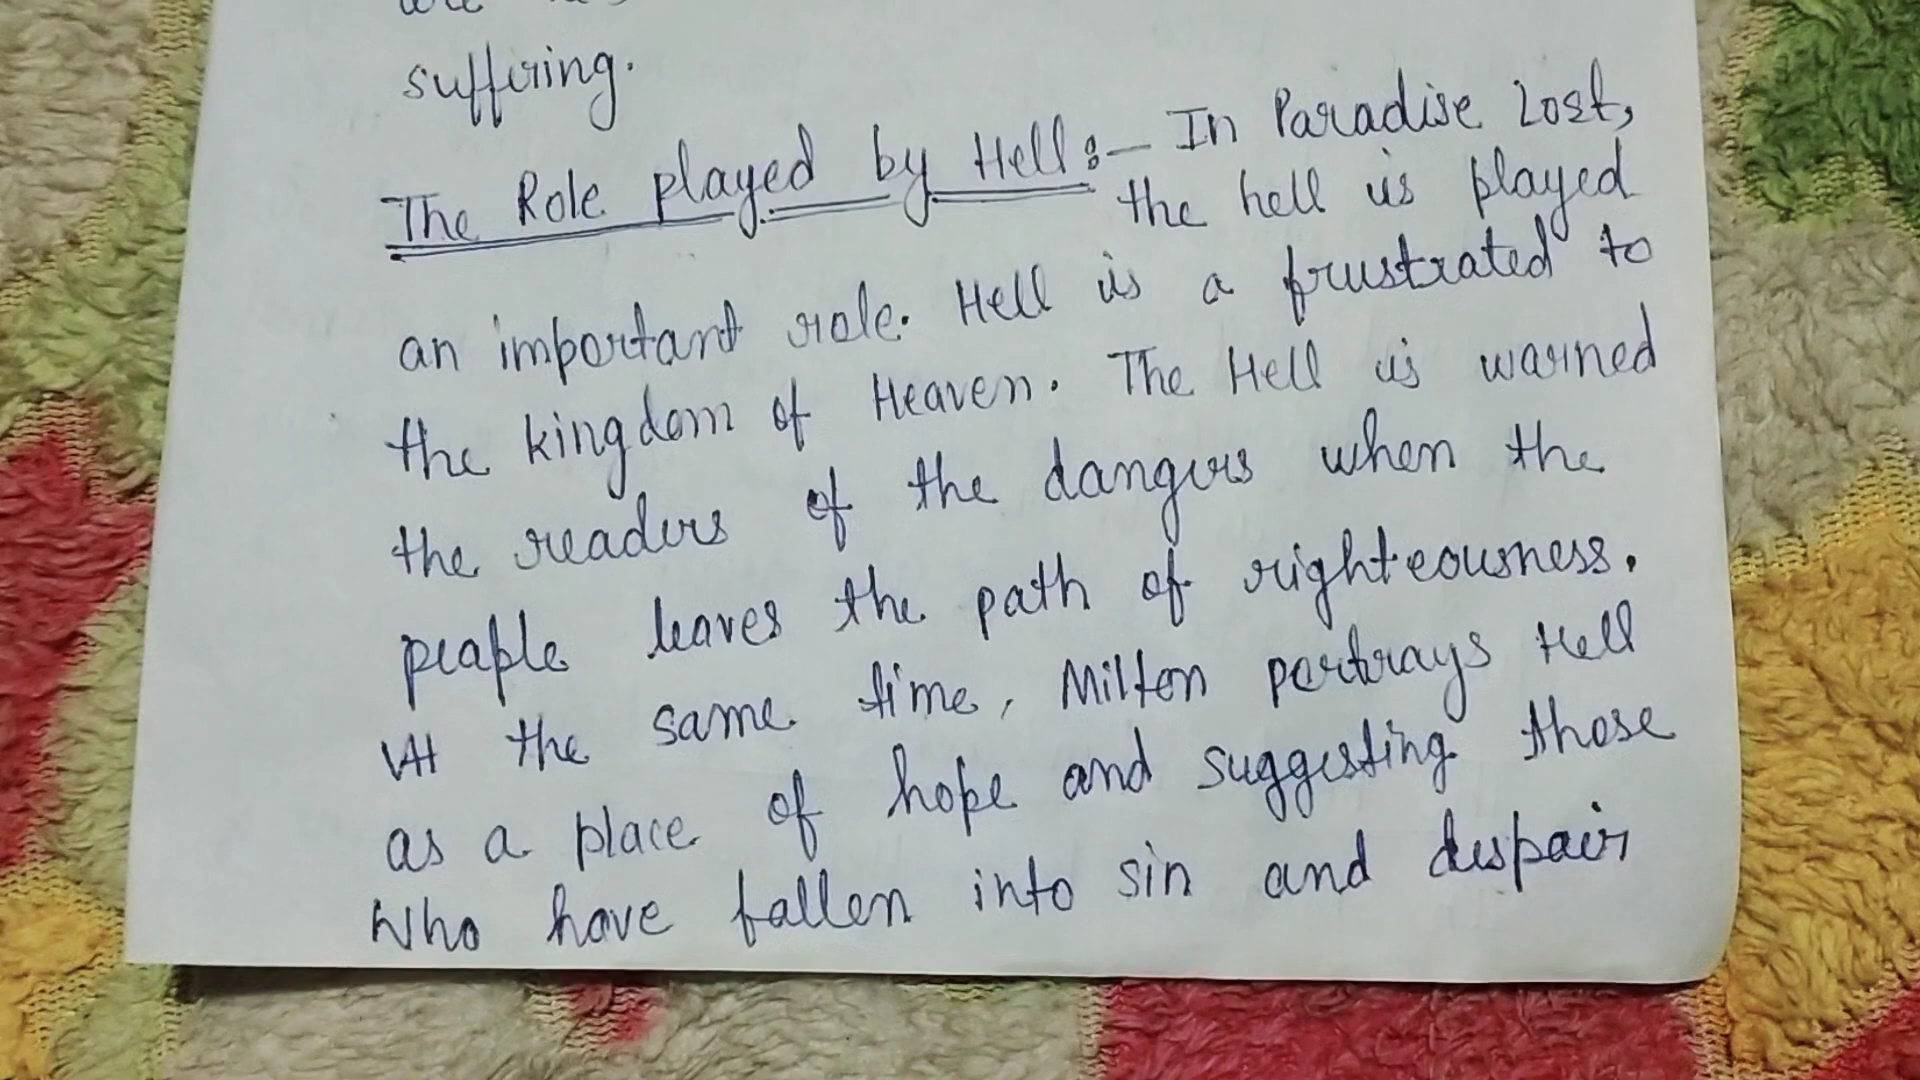 suffering.
The Role played by Hell:- In Paradise Lost,
the hell is played
an important role. Hell is a frustrated to
the kingdom of Heaven. The Hell is warned
the readers of the dangers when the
people leaves the path of righteousness.
At the same time, Milton portrays Hell
as a place of hope and suggesting those
who have fallen into sin and despair